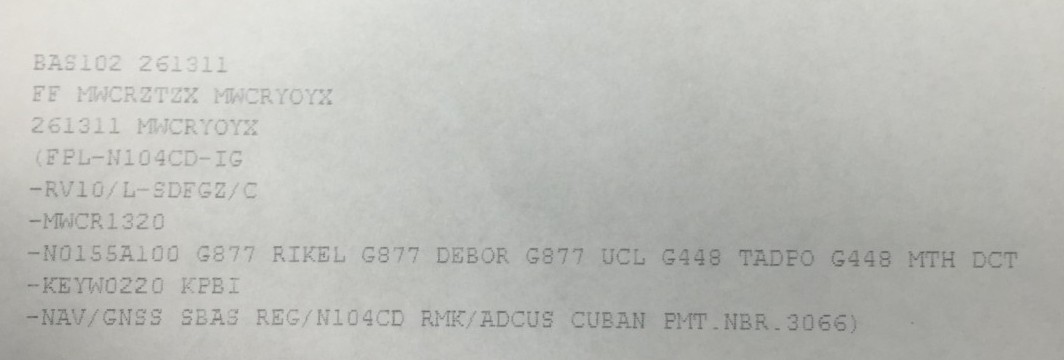 BAS102 261311
FF MWCRZTZX MWCRYOYX
261311 MWCRYOYX
(FPL-N104CD-IG
-RV10/L-SDFGZ/C
-MWCR1320
-N0155A100 G877 RIKEL G877 DEBOR G877 UCL G448 TADPO G448 MTH DCT
-KEYW0220 KPBI
-NAV/GNSS SBAS REG/N104CD RMK/ADCUS CUBAN PMT.NBR.3066)